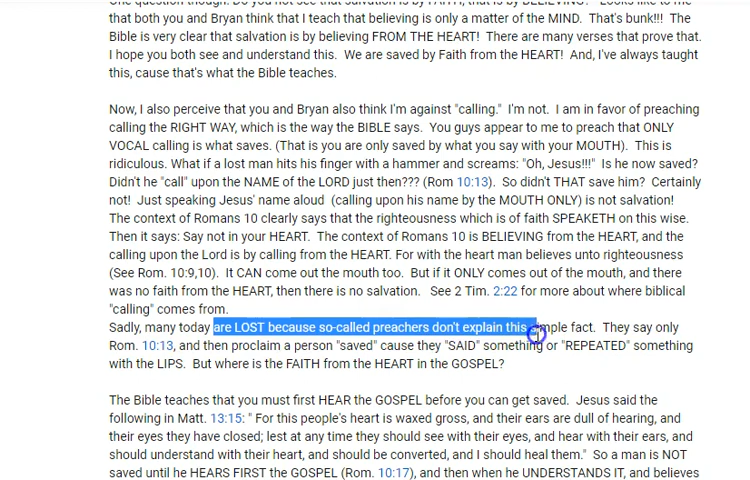 that both you and Bryan think that I teach that believing is only a matter of the MIND.  That's bunk!!!  The
Bible is very clear that salvation is by believing FROM THE HEART!  There are many verses that prove that.
I hope you both see and understand this.  We are saved by Faith from the HEART!  And, I've always taught
this, cause that's what the Bible teaches.
Now, I also perceive that you and Bryan also think I'm against "calling."  I'm not.  I am in favor of preaching
calling the RIGHT WAY, which is the way the BIBLE says.  You guys appear to me to preach that ONLY
VOCAL calling is what saves. (That is you are only saved by what you say with your MOUTH).  This is
ridiculous. What if a lost man hits his finger with a hammer and screams: "Oh, Jesus!!!"  Is he now saved?
Didn't he "call" upon the NAME of the LORD just then??? (Rom 10:13).  So didn't THAT save him?  Certainly
not!  Just speaking Jesus' name aloud  (calling upon his name by the MOUTH ONLY) is not salvation!
The context of Romans 10 clearly says that the righteousness which is of faith SPEAKETH on this wise.
Then it says: Say not in your HEART.  The context of Romans 10 is BELIEVING from the HEART, and the
calling upon the Lord is by calling from the HEART. For with the heart man believes unto righteousness
(See Rom. 10:9,10).  It CAN come out the mouth too.  But if it ONLY comes out of the mouth, and there
was no faith from the HEART, then there is no salvation.   See 2 Tim. 2:22 for more about where biblical
"calling" comes from.
Sadly, many today are LOST because so-called preachers don't explain this simple fact.  They say only
Rom. 10:13, and then proclaim a person "saved" cause they "SAID" something or "REPEATED" something
with the LIPS.  But where is the FAITH from the HEART in the GOSPEL?
The Bible teaches that you must first HEAR the GOSPEL before you can get saved.  Jesus said the
following in Matt. 13:15: " For this people's heart is waxed gross, and their ears are dull of hearing, and
their eyes they have closed; lest at any time they should see with their eyes, and hear with their ears, and
should understand with their heart, and should be converted, and I should heal them." So a man is NOT
saved until he HEARS FIRST the GOSPEL (Rom. 10:17), and then when he UNDERSTANDS IT, and believes